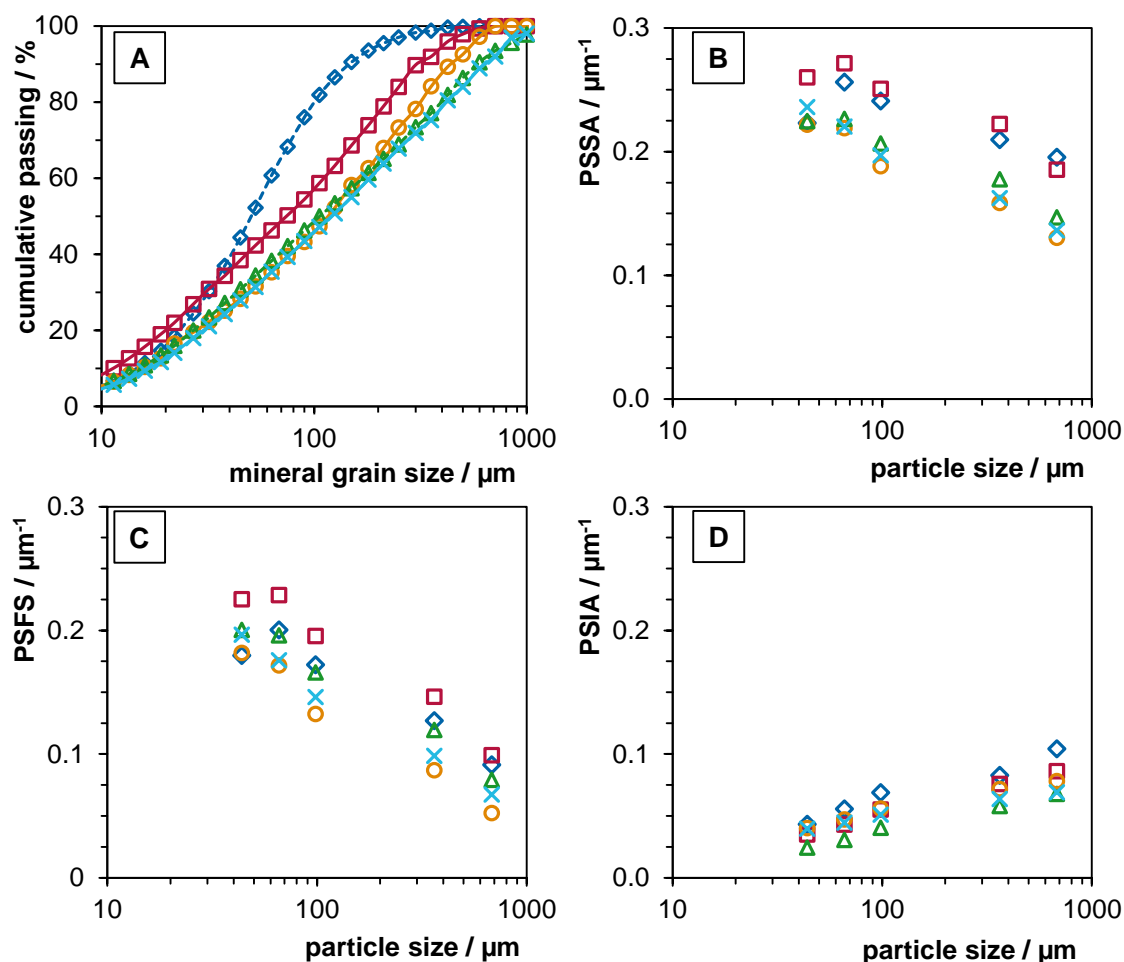 A
cumulative passing / %
100
80
60
40
20
0
10
100
1000
mineral grain size / µm
B
PSSA / µm⁻¹
0.3
0.2
0.1
0.0
10
100
1000
particle size / µm
C
PSFS / µm⁻¹
0.3
0.2
0.1
0
10
100
1000
particle size / µm
D
PSIA / µm⁻¹
0.3
0.2
0.1
0.0
10
100
1000
particle size / µm